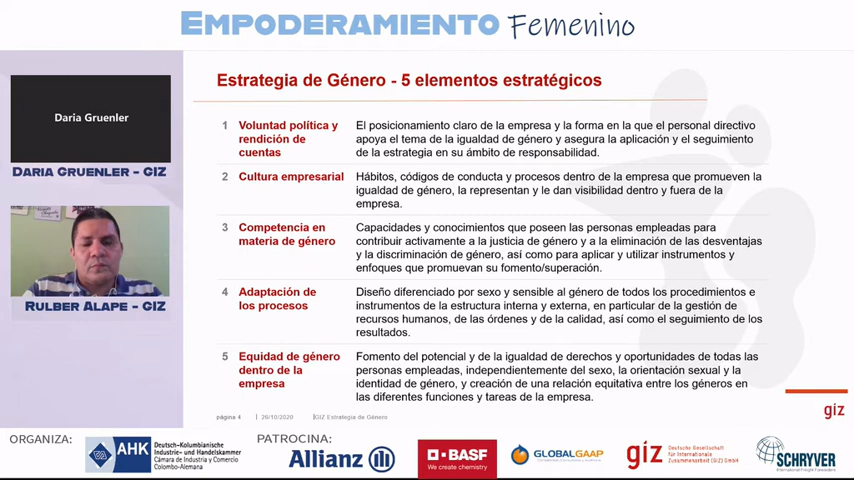 EMPODERAMIENTO Femenino
Estrategia de Género - 5 elementos estratégicos
Daria Gruenler
DARIA GRUENLER - GIZ
RULBER ALAPE - GIZ
1 Voluntad política y rendición de cuentas
El posicionamiento claro de la empresa y la forma en la que el personal directivo
apoya el tema de la igualdad de género y asegura la aplicación y el seguimiento
de la estrategia en su ámbito de responsabilidad.
2 Cultura empresarial
Hábitos, códigos de conducta y procesos dentro de la empresa que promueven la
igualdad de género, la representan y le dan visibilidad dentro y fuera de la
empresa.
3 Competencia en materia de género
Capacidades y conocimientos que poseen las personas empleadas para
contribuir activamente a la justicia de género y a la eliminación de las desventajas
y la discriminación de género, así como para aplicar y utilizar instrumentos y
enfoques que promuevan su fomento/superación.
4 Adaptación de los procesos
Diseño diferenciado por sexo y sensible al género de todos los procedimientos e
instrumentos de la estructura interna y externa, en particular de la gestión de
recursos humanos, de las órdenes y de la calidad, así como el seguimiento de los
resultados.
5 Equidad de género dentro de la empresa
Fomento del potencial y de la igualdad de derechos y oportunidades de todas las
personas empleadas, independientemente del sexo, la orientación sexual y la
identidad de género, y creación de una relación equitativa entre los géneros en
las diferentes funciones y tareas de la empresa.
página 4 | 26/10/2020 | GIZ Estrategia de Género
giz
ORGANIZA:
AHK
Deutsch-Kolumbianische
Industrie- und Handelskammer
Cámara de Industria y Comercio
Colombo-Alemana
PATROCINA:
Allianz
BASF
We create chemistry
GLOBALGAAP
giz
Deutsche Gesellschaft
für Internationale
Zusammenarbeit (GIZ) GmbH
SCHRYVER
International Freight Forwarders